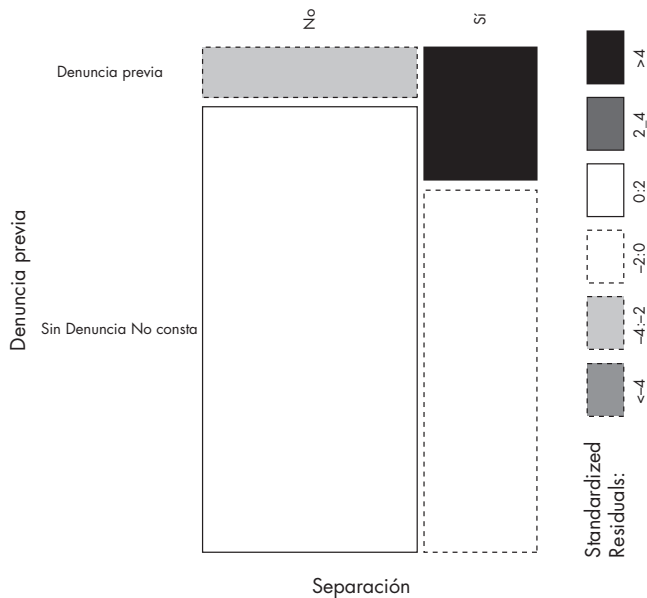 No
Sí
Denuncia previa
Sin Denuncia No consta
Denuncia previa
Separación
Standardized
Residuals:
<–4
–4:–2
–2:0
0:2
2_4
>4